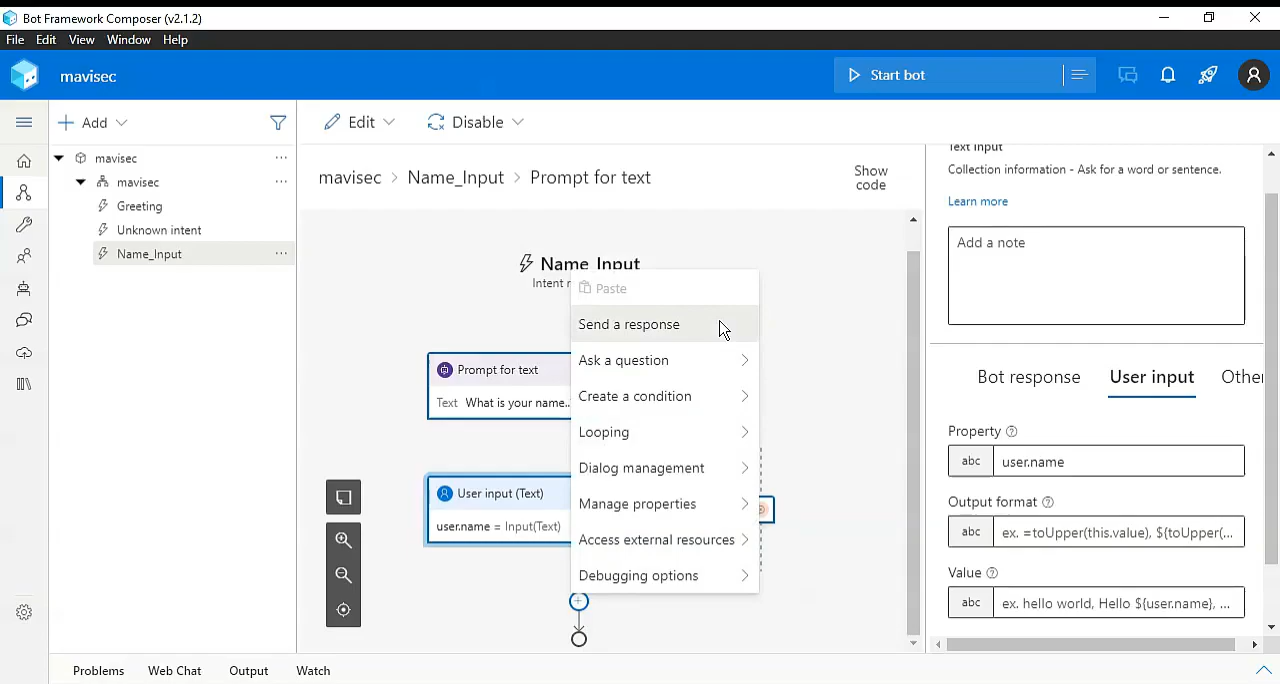 Bot Framework Composer (v2.1.2)
File Edit View Window Help
mavisec
Start bot
Add
Edit
Disable
mavisec
mavisec
Greeting
Unknown intent
Name_Input
mavisec > Name_Input > Prompt for text
Show
code
Name_Input
Intent
Prompt for text
Text What is your name..
User input (Text)
user.name = Input(Text)
Paste
Send a response
Ask a question
Create a condition
Looping
Dialog management
Manage properties
Access external resources
Debugging options
Text Input
Collection information - Ask for a word or sentence.
Learn more
Add a note
Bot response User input Other
Property
abc user.name
Output format
abc ex. =toUpper(this.value), ${toUpper(...
Value
abc ex. hello world, Hello ${user.name}, ...
Problems Web Chat Output Watch